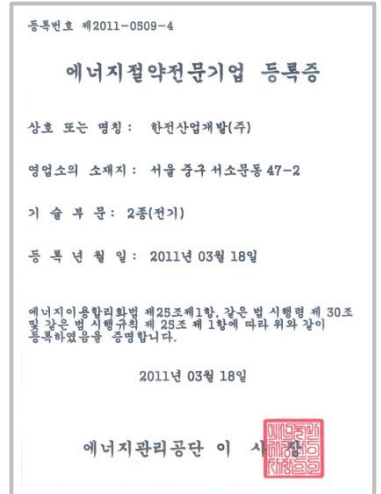 등록번호 제2011-0509-4
에너지절약전문기업 등록증
상호 또는 명칭 : 한전산업개발(주)
영업소의 소재지 : 서울 중구 서소문동 47-2
기 술 부 문 : 2종(전기)
등 록 년 월 일 : 2011년 03월 18일
에너지이용합리화법 제25조제1항, 같은 법 시행령 제 30조
및 같은 법 시행규칙 제 25조 제 1항에 따라 위와 같이
등록하였음을 증명합니다.
2011년 03월 18일
에너지관리공단 이 사 장